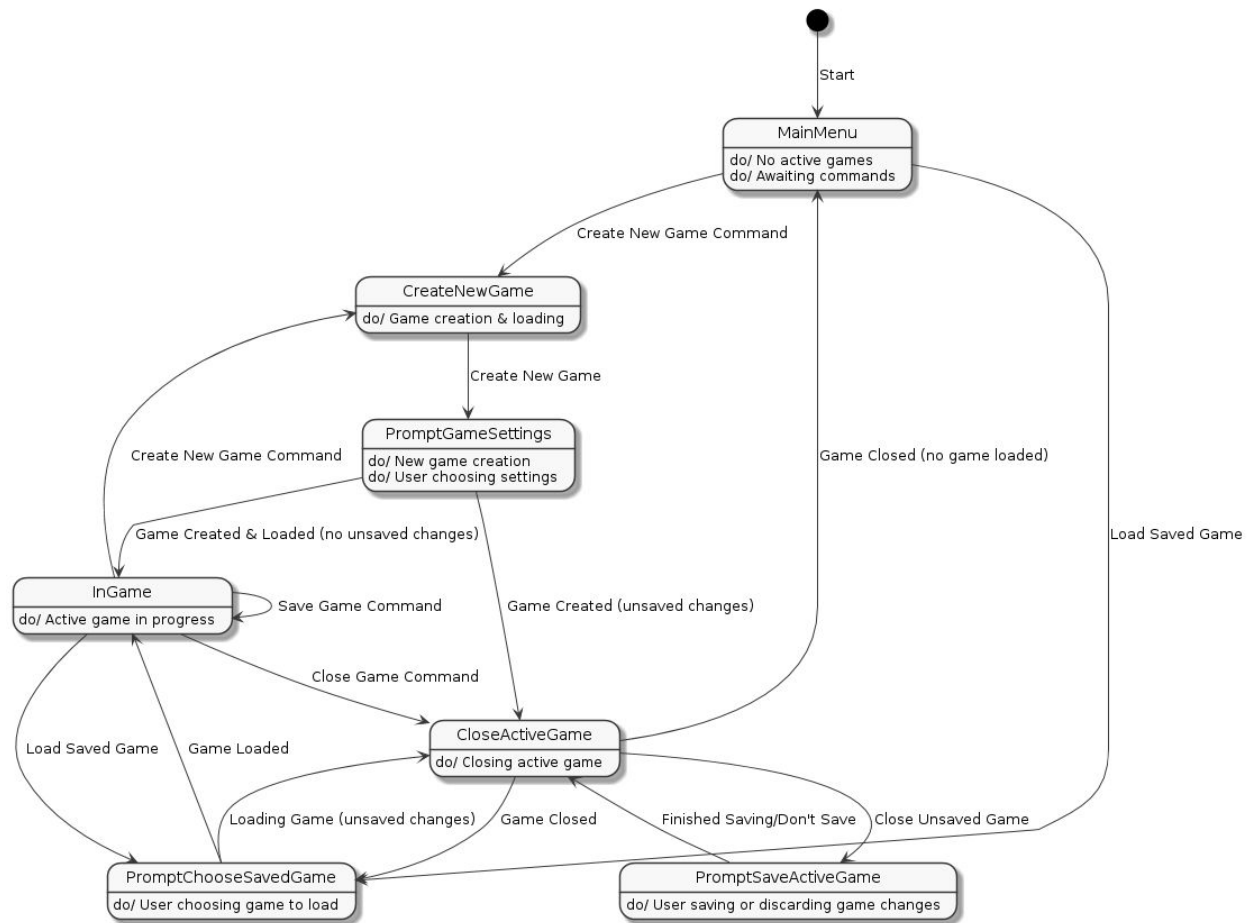 Start
MainMenu
do/ No active games
do/ Awaiting commands
Create New Game Command
CreateNewGame
do/ Game creation & loading
Create New Game
PromptGameSettings
do/ New game creation
do/ User choosing settings
Create New Game Command
Game Closed (no game loaded)
Game Created & Loaded (no unsaved changes)
Load Saved Game
InGame
do/ Active game in progress
Save Game Command
Game Created (unsaved changes)
Close Game Command
CloseActiveGame
do/ Closing active game
Load Saved Game
Game Loaded
Loading Game (unsaved changes)
Game Closed
Finished Saving/Don't Save
Close Unsaved Game
PromptChooseSavedGame
do/ User choosing game to load
PromptSaveActiveGame
do/ User saving or discarding game changes